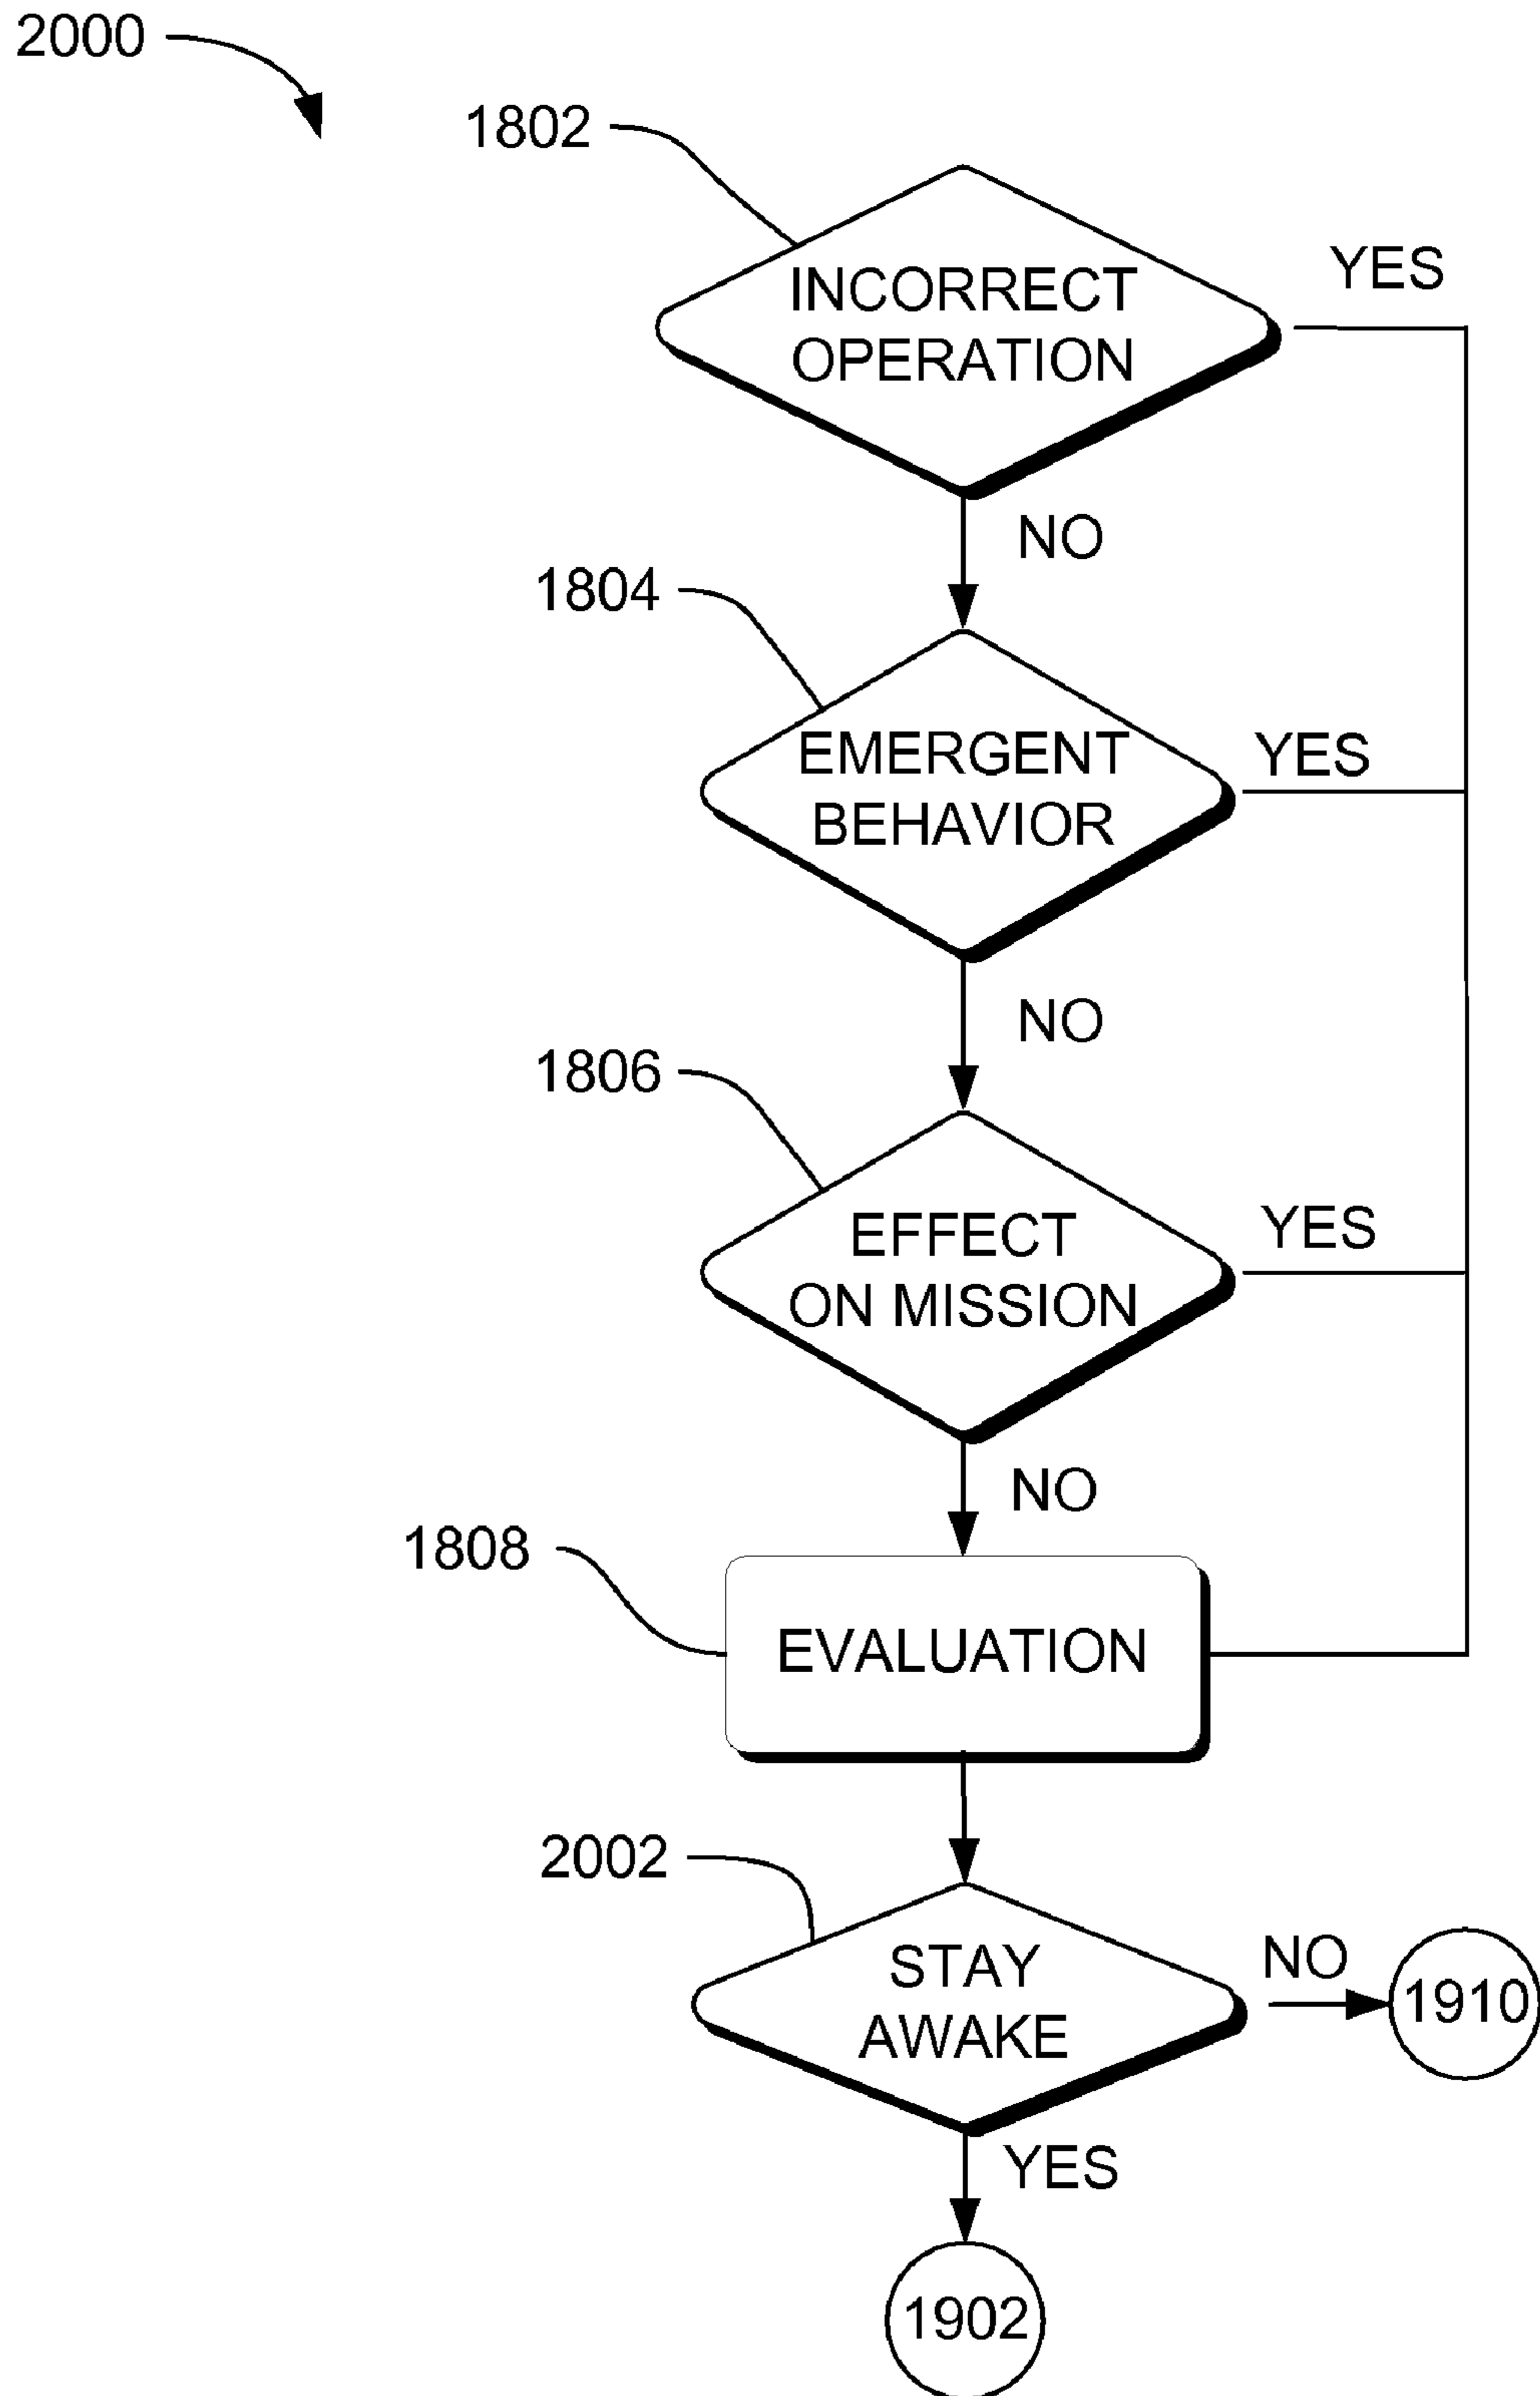 2000
1802
INCORRECT
OPERATION
YES
NO
1804
EMERGENT
BEHAVIOR
YES
NO
1806
EFFECT
ON MISSION
YES
NO
1808
EVALUATION
2002
STAY
AWAKE
NO
1910
YES
1902